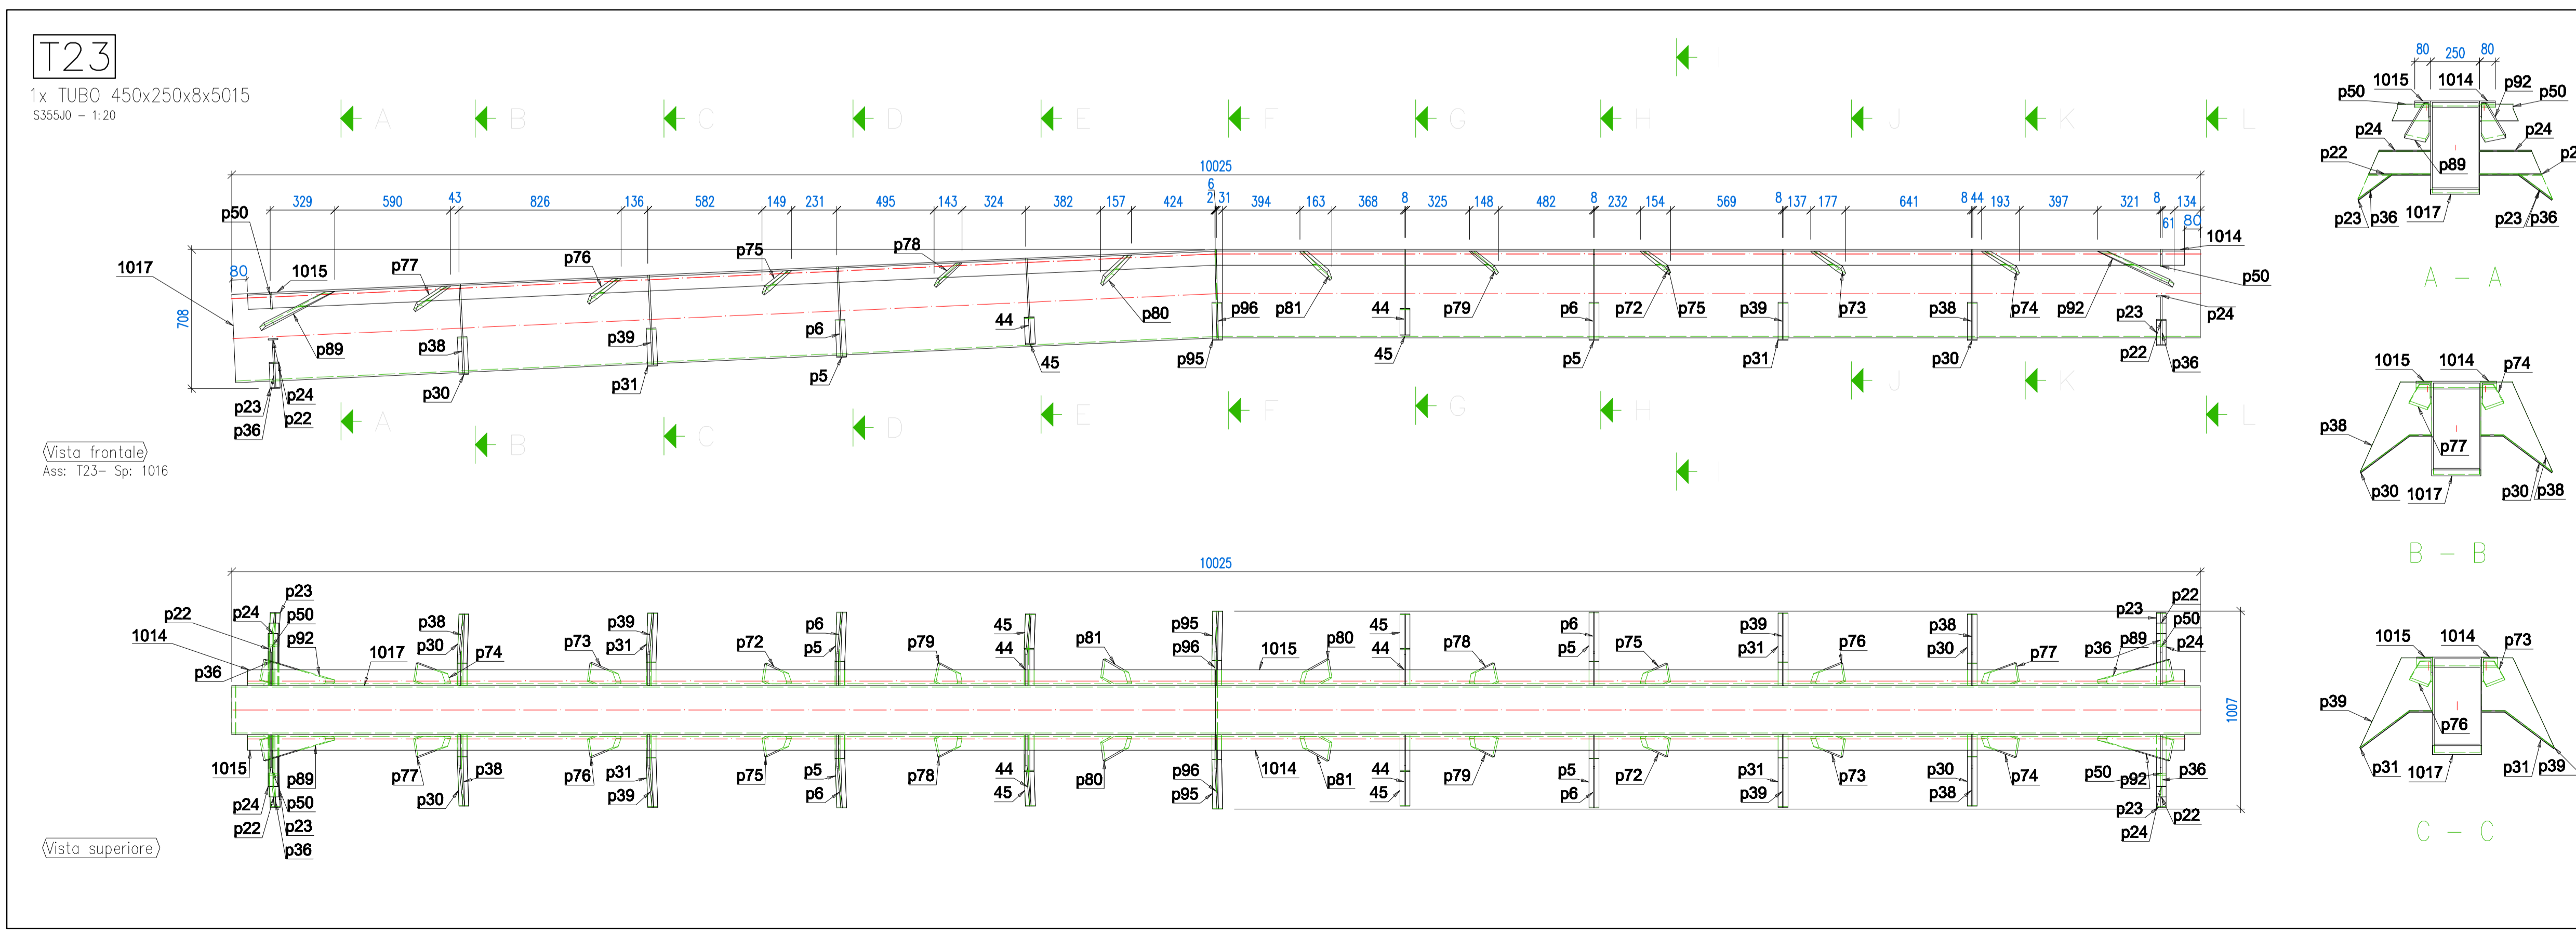 T23
1x TUBO 450x250x8x5015
S355J0 - 1:20
A B C D E F G H I J K L
10025
6
329 590 43 826 136 582 149 231 495 143 324 382 157 424 2 31 394 163 368 8 325 148 482 8 232 154 569 8 137 177 641 8 44 193 397 321 8 134
61 80
p50 p76 p75 p78 1014
1017 80 1015 p77 p50
708
p89 p38 p39 p6 44 p80 p96 p81 44 p79 p6 p72 p75 p39 p73 p38 p74 p92 p23 p24
p23 p24 p22 p36 p30 p31 p5 45 p95 45 p5 p31 p30 p22 p36
A B C D E F G H I J K L
Vista frontale
Ass: T23- Sp: 1016
10025
p22 p24 p23 p50 p38 p39 p6 45 p95 45 p6 p39 p38 p23 p22 p50
1014 p92 1017 p30 p74 p73 p31 p72 p5 p79 44 p81 p96 1015 p80 44 p78 p5 p75 p31 p76 p30 p77 p36 p89 p24
p36
1007
1015 p89 p77 p38 p76 p31 p75 p5 p78 44 p80 p96 1014 p81 44 p79 p5 p72 p31 p73 p30 p74 p50 p92 p36
p24 p50 p30 p39 p6 45 p95 45 p6 p39 p38 p23 p22
p22 p23 p24
p36
Vista superiore
80 250 80
1015 1014 p92
p50 p50
p24 p24
p22 p89
p23 p36 1017 p23 p36
A - A
1015 1014 p74
p38 p77
p30 1017 p30 p38
B - B
1015 1014 p73
p39 p76
p31 1017 p31 p39
C - C